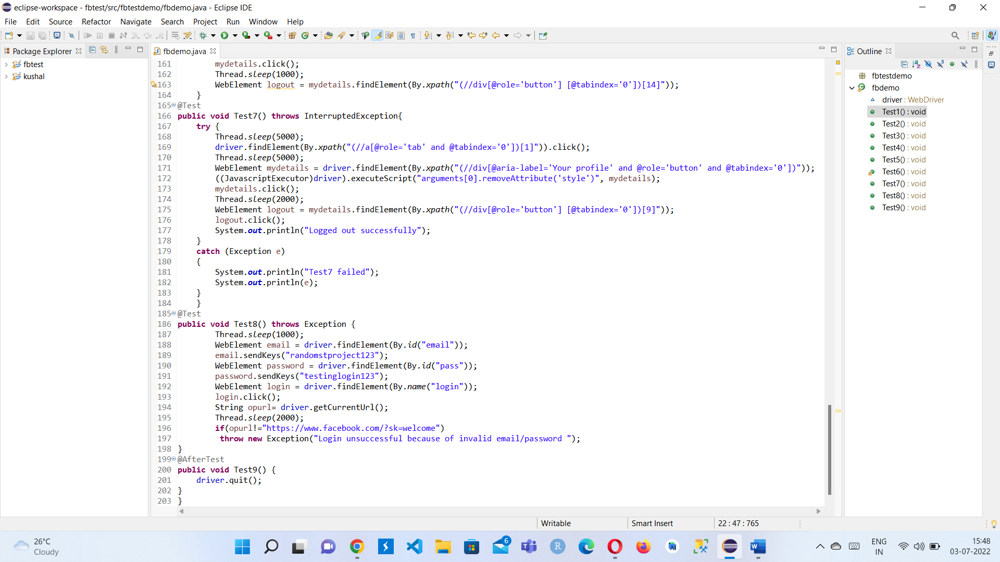 eclipse-workspace - fbtest/src/fbtestdemo/fbdemo.java - Eclipse IDE
File Edit Source Refactor Navigate Search Project Run Window Help
Package Explorer
fbtest
kushal
fbdemo.java
161 mydetails.click();
162 Thread.sleep(1000);
163 WebElement logout = mydetails.findElement(By.xpath("(//div[@role='button'] [@tabindex='0'])[14]"));
164 }
165 @Test
166 public void Test7() throws InterruptedException{
167 try {
168 Thread.sleep(5000);
169 driver.findElement(By.xpath("(//a[@role='tab' and @tabindex='0'])[1]")).click();
170 Thread.sleep(5000);
171 WebElement mydetails = driver.findElement(By.xpath("(//div[@aria-label='Your profile' and @role='button' and @tabindex='0'])"));
172 ((JavascriptExecutor)driver).executeScript("arguments[0].removeAttribute('style')", mydetails);
173 mydetails.click();
174 Thread.sleep(2000);
175 WebElement logout = mydetails.findElement(By.xpath("(//div[@role='button'] [@tabindex='0'])[9]"));
176 logout.click();
177 System.out.println("Logged out successfully");
178 }
179 catch (Exception e)
180 {
181 System.out.println("Test7 failed");
182 System.out.println(e);
183 }
184 }
185 @Test
186 public void Test8() throws Exception {
187 Thread.sleep(1000);
188 WebElement email = driver.findElement(By.id("email"));
189 email.sendKeys("randomstproject123");
190 WebElement password = driver.findElement(By.id("pass"));
191 password.sendKeys("testinglogin123");
192 WebElement login = driver.findElement(By.name("login"));
193 login.click();
194 String opurl= driver.getCurrentUrl();
195 Thread.sleep(2000);
196 if(opurl!="https://www.facebook.com/?sk=welcome")
197 throw new Exception("Login unsuccessful because of invalid email/password ");
198 }
199 @AfterTest
200 public void Test9() {
201 driver.quit();
202 }
203 }
Outline
fbtestdemo
fbdemo
driver : WebDriver
Test1() : void
Test2() : void
Test3() : void
Test4() : void
Test5() : void
Test6() : void
Test7() : void
Test8() : void
Test9() : void
Writable Smart Insert 22 : 47 : 765
26°C
Cloudy
6
ENG
IN
15:48
03-07-2022